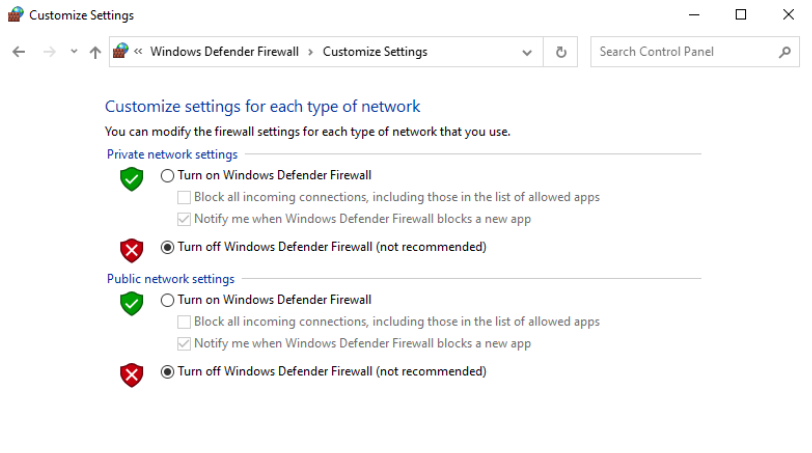 Customize Settings
« Windows Defender Firewall › Customize Settings
Search Control Panel
Customize settings for each type of network
You can modify the firewall settings for each type of network that you use.
Private network settings
Turn on Windows Defender Firewall
Block all incoming connections, including those in the list of allowed apps
Notify me when Windows Defender Firewall blocks a new app
Turn off Windows Defender Firewall (not recommended)
Public network settings
Turn on Windows Defender Firewall
Block all incoming connections, including those in the list of allowed apps
Notify me when Windows Defender Firewall blocks a new app
Turn off Windows Defender Firewall (not recommended)